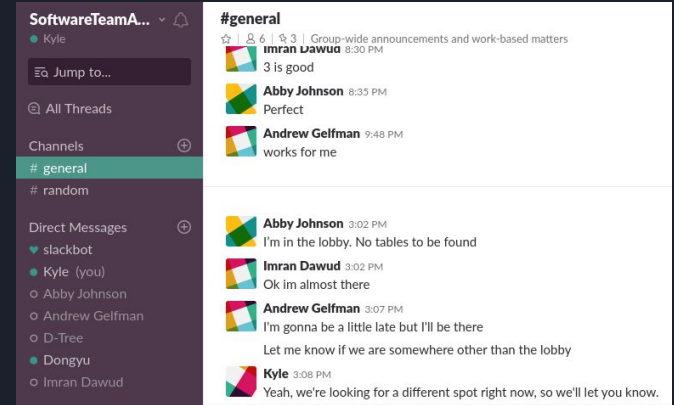 SoftwareTeamA...
Kyle
Jump to...
All Threads
Channels
# general
# random
Direct Messages
slackbot
Kyle (you)
Abby Johnson
Andrew Gelfman
D-Tree
Dongyu
Imran Dawud
#general
6 | 3 | Group-wide announcements and work-based matters
Imran Dawud 8:30 PM
3 is good
Abby Johnson 8:35 PM
Perfect
Andrew Gelfman 9:48 PM
works for me
Abby Johnson 3:02 PM
I'm in the lobby. No tables to be found
Imran Dawud 3:02 PM
Ok im almost there
Andrew Gelfman 3:07 PM
I'm gonna be a little late but I'll be there
Let me know if we are somewhere other than the lobby
Kyle 3:08 PM
Yeah, we're looking for a different spot right now, so we'll let you know.